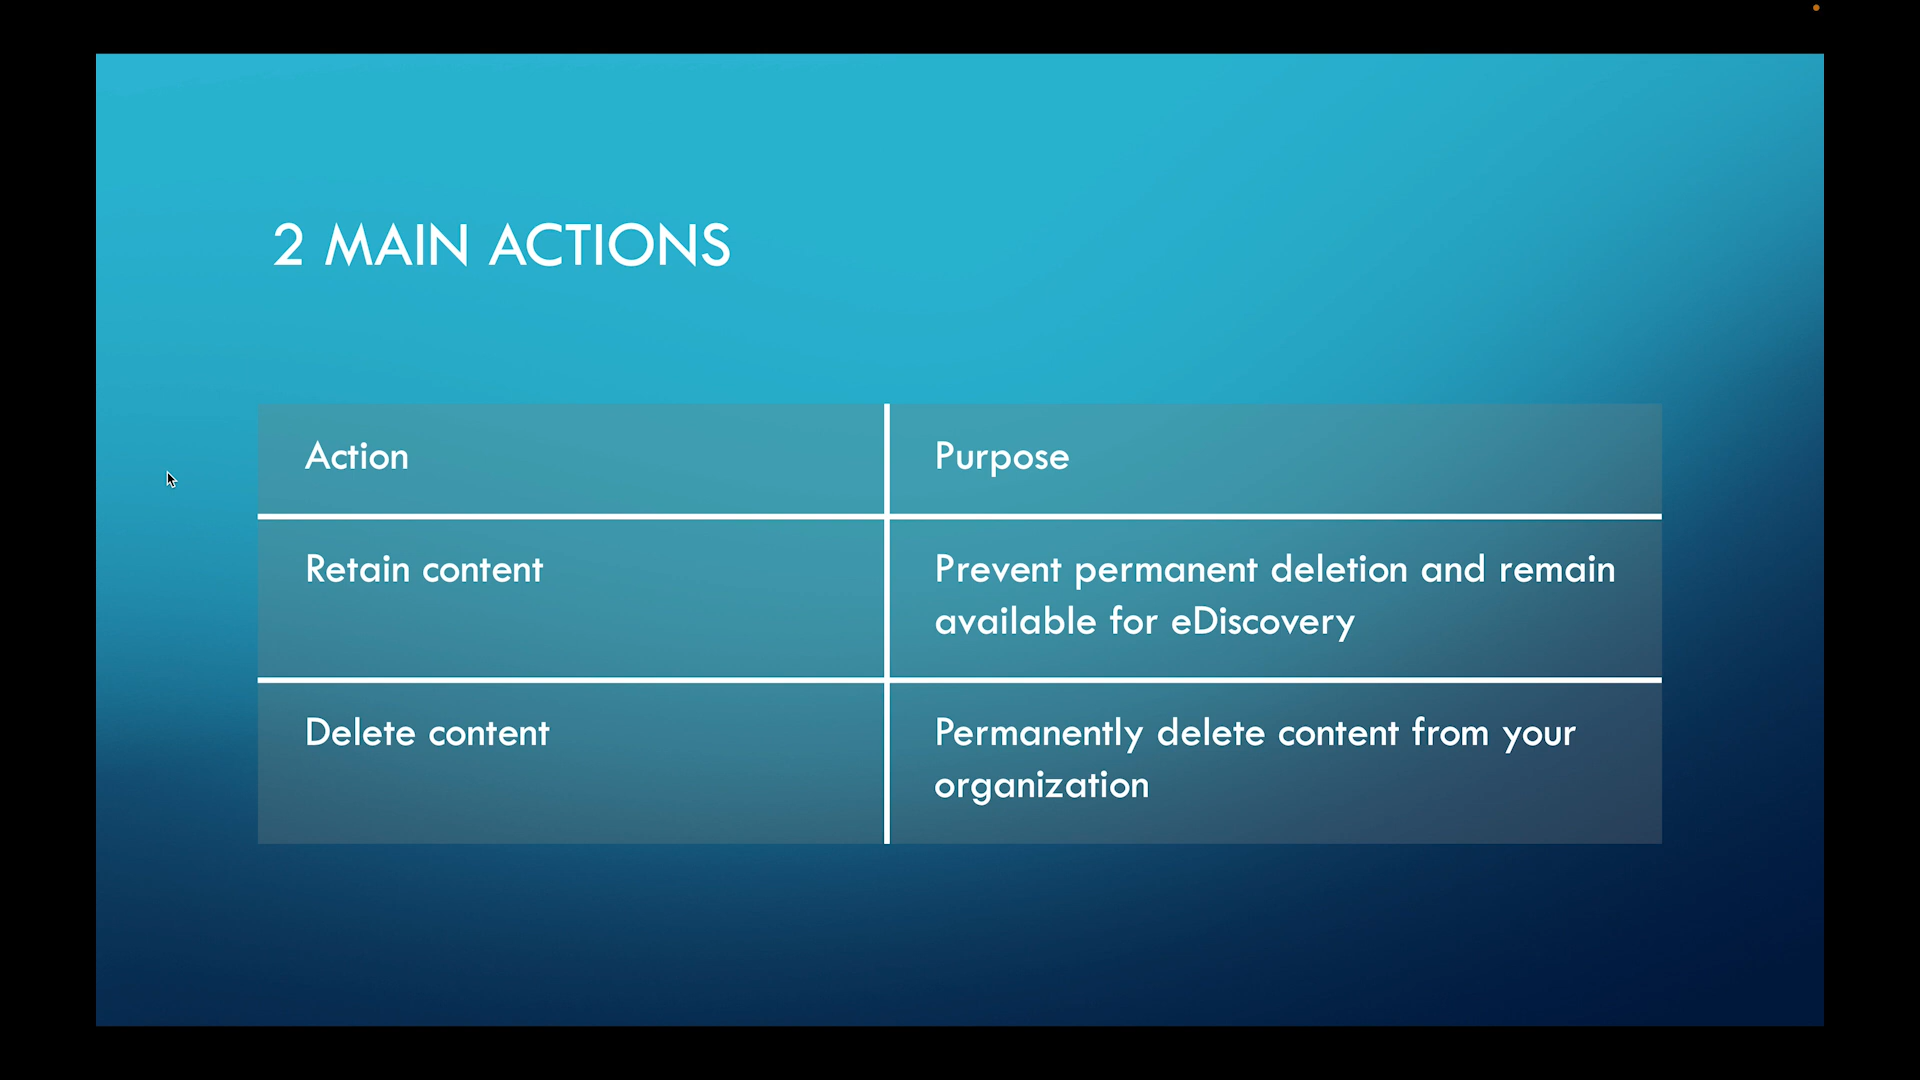 2 MAIN ACTIONS
Action
Purpose
Retain content
Prevent permanent deletion and remain
available for eDiscovery
Delete content
Permanently delete content from your
organization